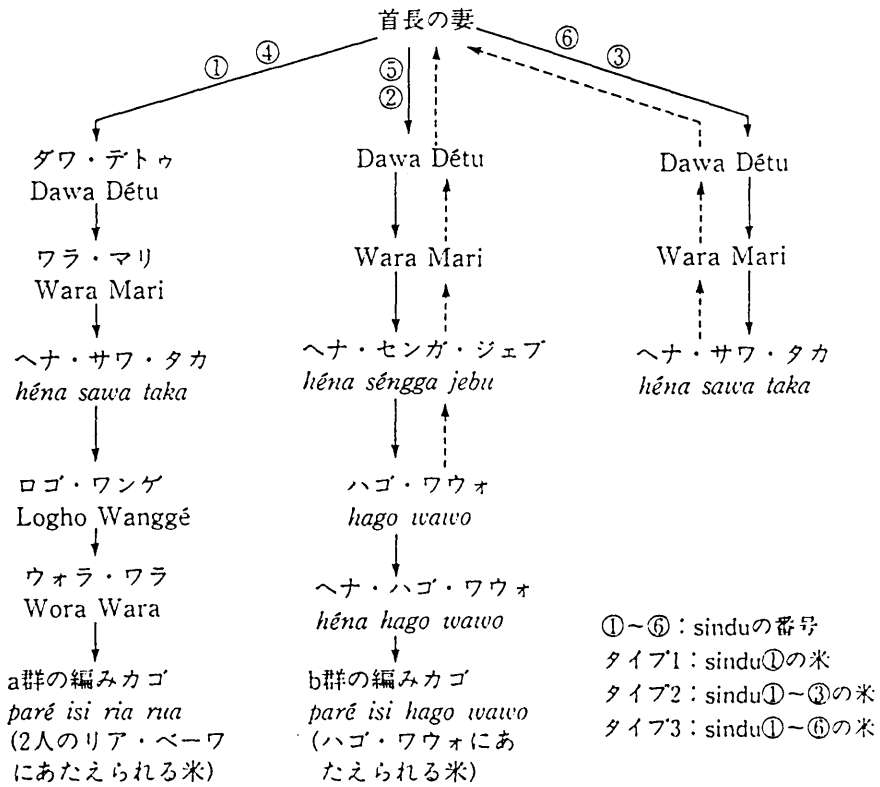 首長の妻
① ④
⑤
②
⑥
③
ダワ・デトゥ
Dawa Détu
ワラ・マリ
Wara Mari
ヘナ・サワ・タカ
héna sawa taka
ロゴ・ワンゲ
Logho Wanggé
ウォラ・ワラ
Wora Wara
a群の編みカゴ
paré isi ria rua
(2人のリア・ベーワ
にあたえられる米)
Dawa Détu
Wara Mari
ヘナ・センガ・ジェブ
héna séngga jebu
ハゴ・ワウォ
hago wawo
ヘナ・ハゴ・ワウォ
héna hago wawo
b群の編みカゴ
paré isi hago wawo
(ハゴ・ワウォにあ
たえられる米)
Dawa Détu
Wara Mari
ヘナ・サワ・タカ
héna sawa taka
①~⑥：sinduの番号
タイプ1：sindu①の米
タイプ2：sindu①~③の米
タイプ3：sindu①~⑥の米